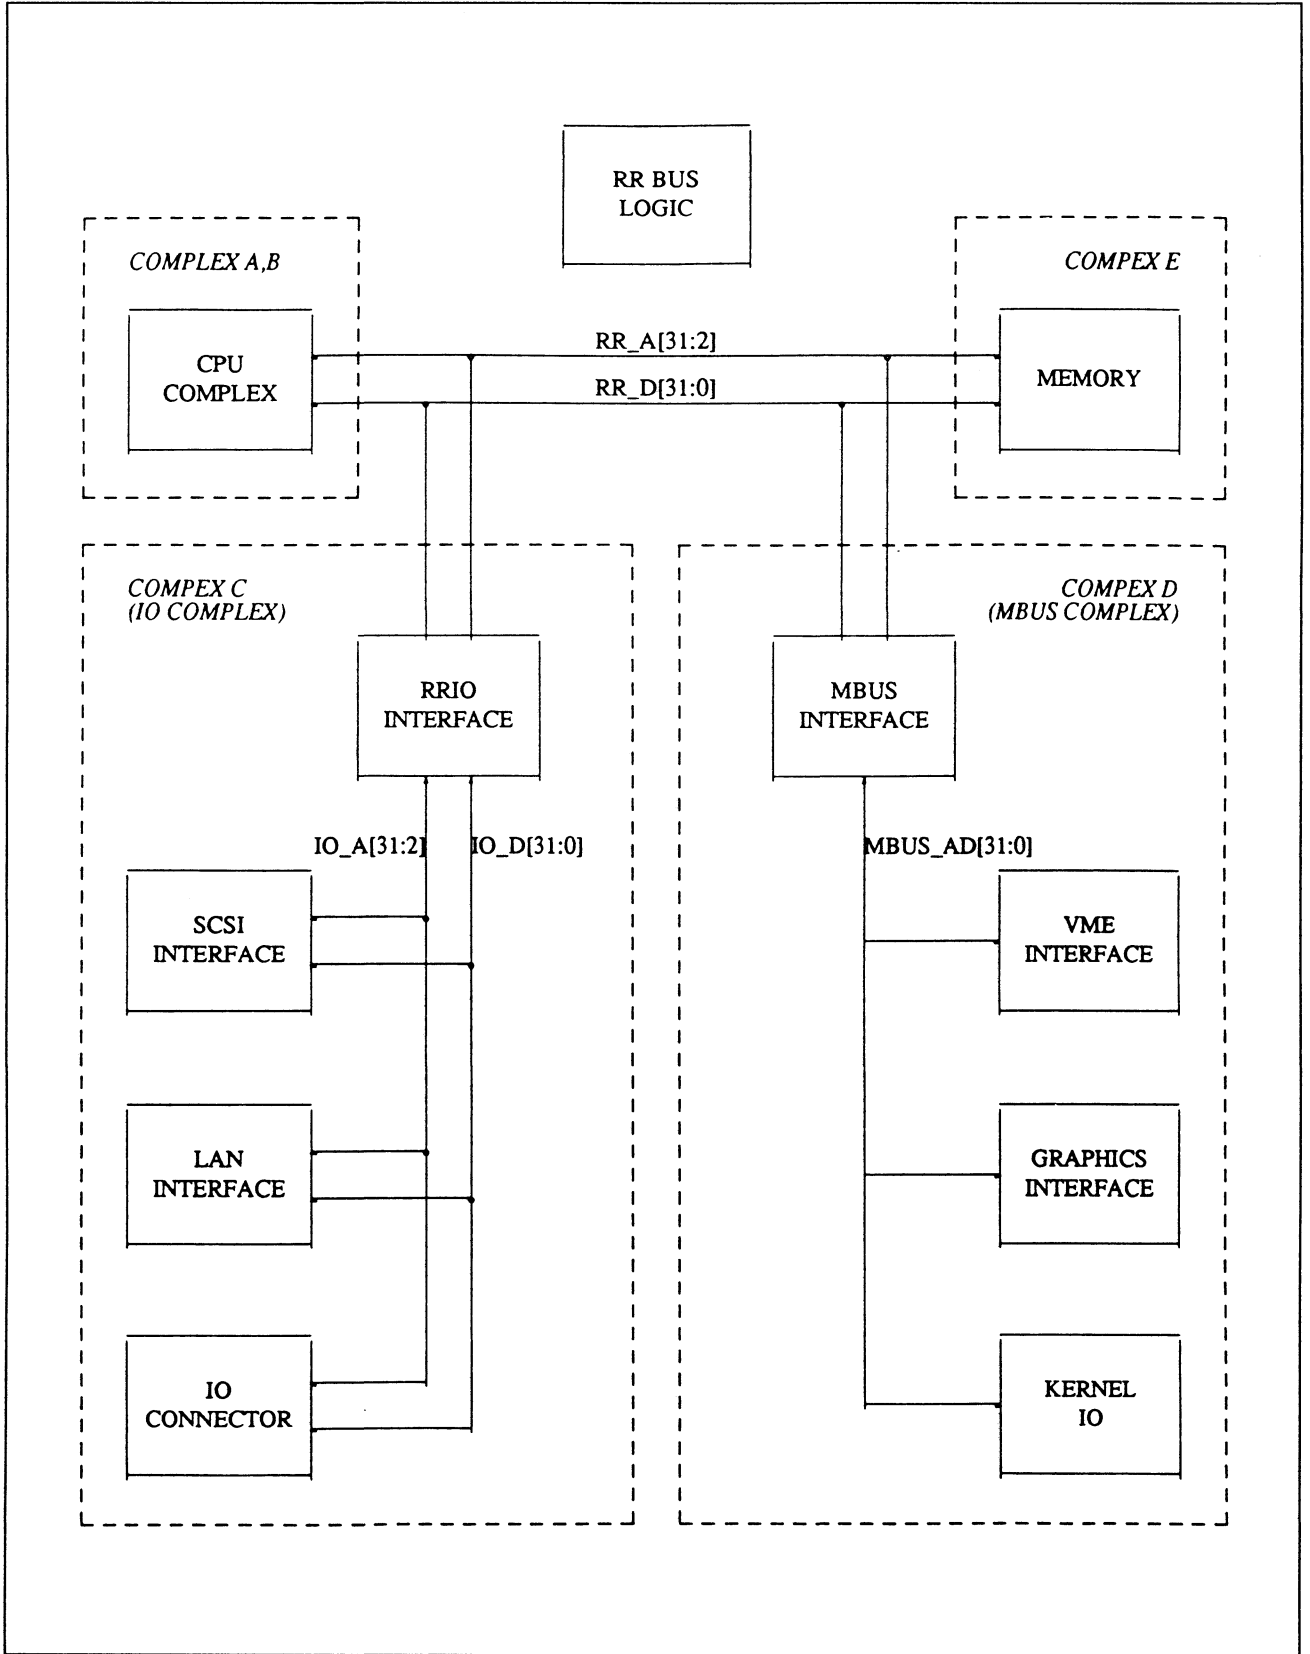 RR BUS
LOGIC
COMPLEX A,B
COMPEX E
CPU
COMPLEX
RR_A[31:2]
RR_D[31:0]
MEMORY
COMPEX C
(IO COMPLEX)
COMPEX D
(MBUS COMPLEX)
RRIO
INTERFACE
MBUS
INTERFACE
IO_A[31:2]
IO_D[31:0]
MBUS_AD[31:0]
SCSI
INTERFACE
VME
INTERFACE
LAN
INTERFACE
GRAPHICS
INTERFACE
IO
CONNECTOR
KERNEL
IO